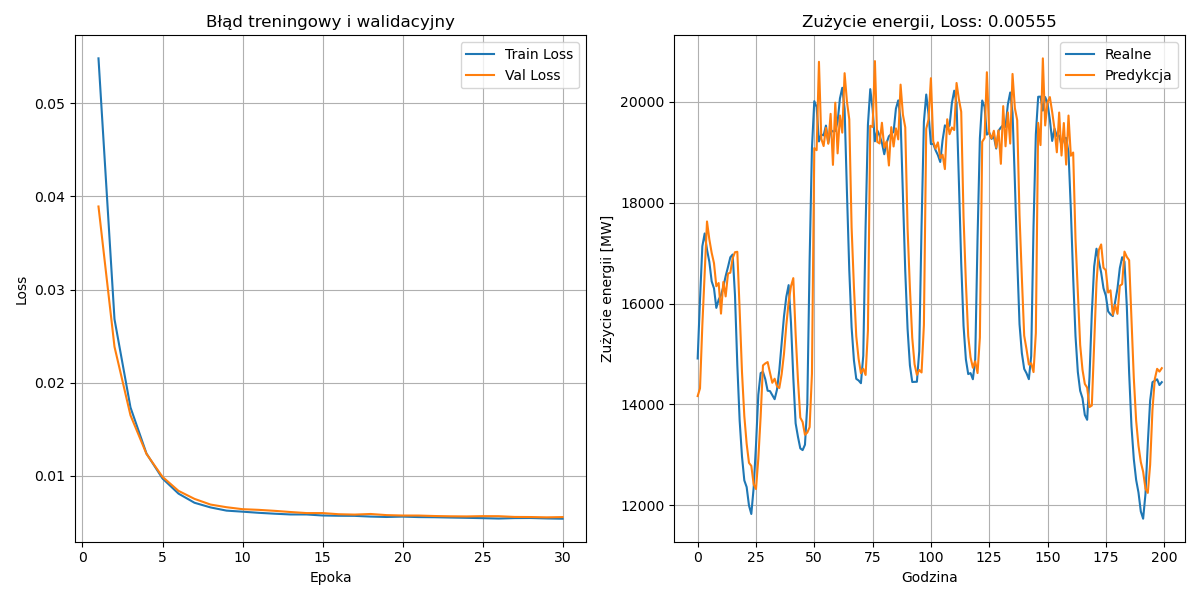 Błąd treningowy i walidacyjny
Train Loss
Val Loss
0.05
0.04
0.03
0.02
0.01
Loss
0 5 10 15 20 25 30
Epoka
Zużycie energii, Loss: 0.00555
Realne
Predykcja
20000
18000
16000
14000
12000
Zużycie energii [MW]
0 25 50 75 100 125 150 175 200
Godzina